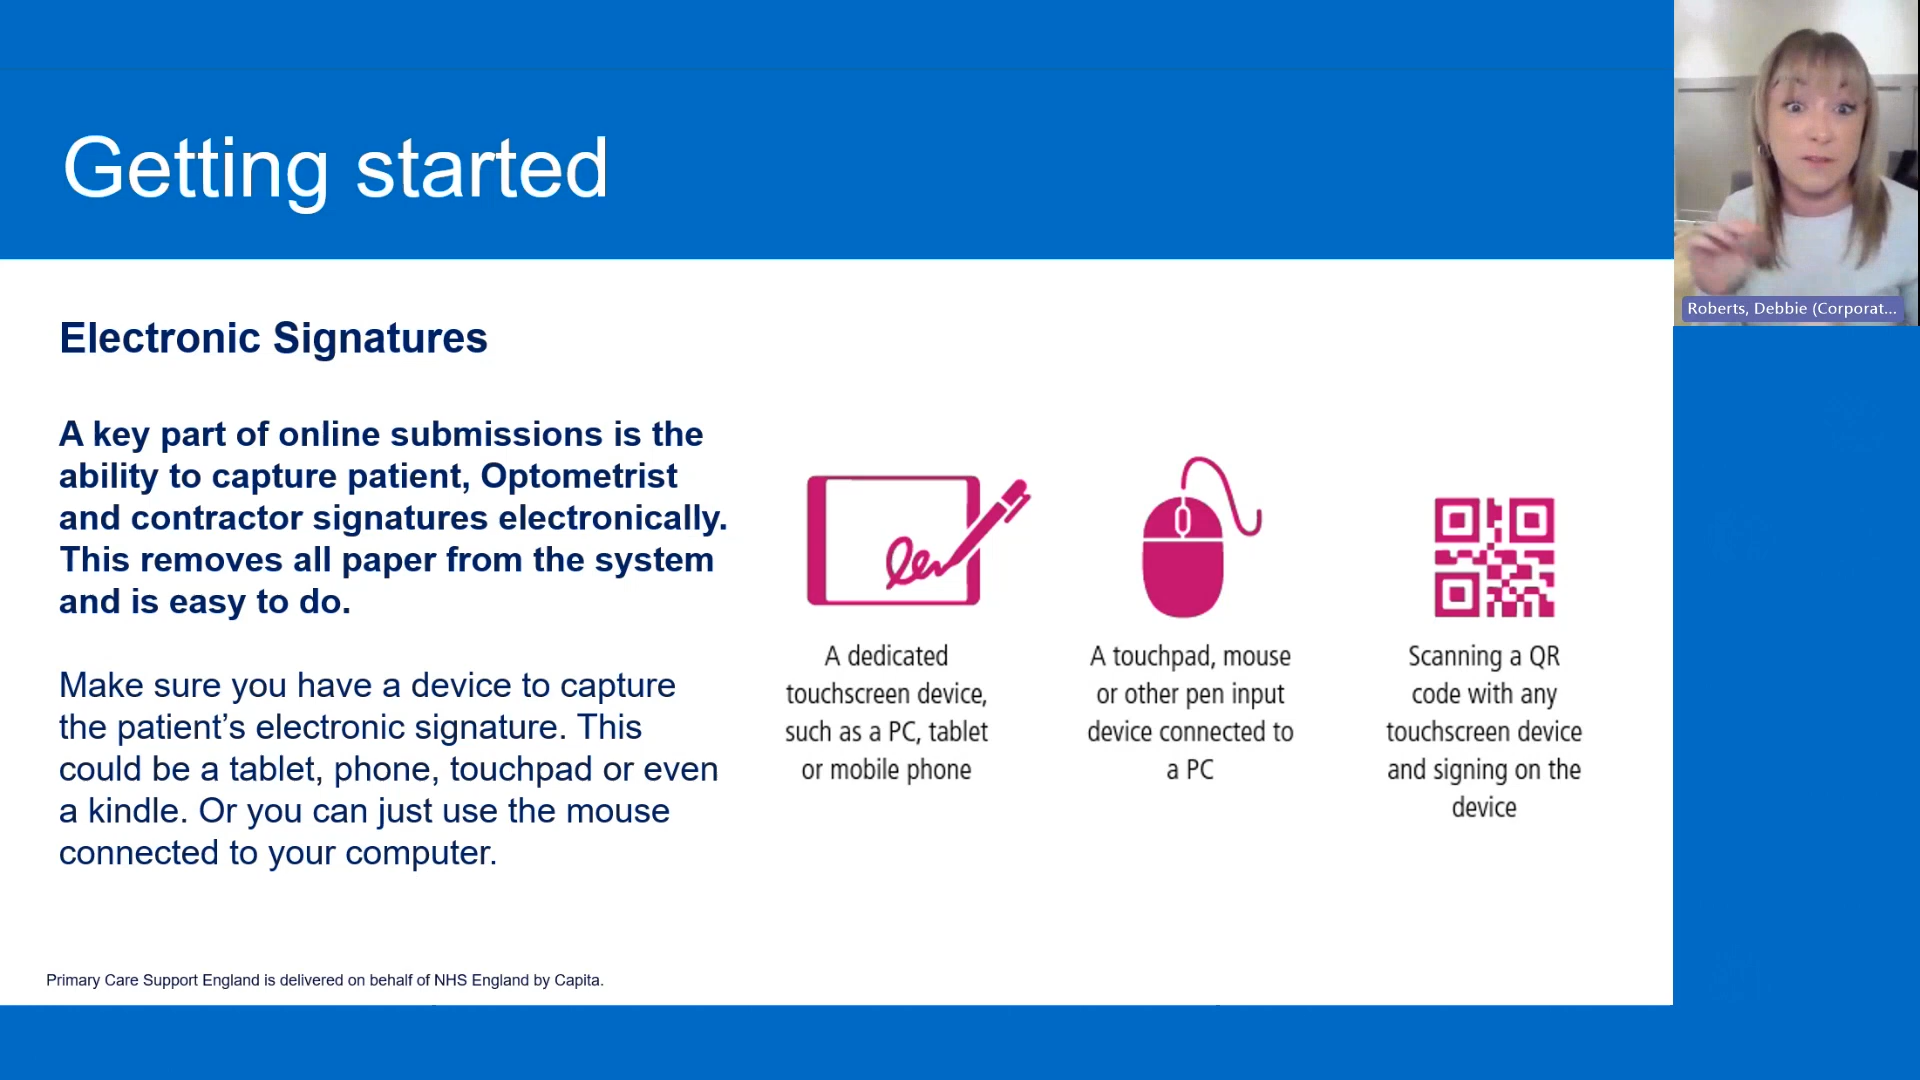 Getting started
Roberts, Debbie (Corporat...
Electronic Signatures
A key part of online submissions is the
ability to capture patient, Optometrist
and contractor signatures electronically.
This removes all paper from the system
and is easy to do.
Make sure you have a device to capture
the patient’s electronic signature. This
could be a tablet, phone, touchpad or even
a kindle. Or you can just use the mouse
connected to your computer.
A dedicated
touchscreen device,
such as a PC, tablet
or mobile phone
A touchpad, mouse
or other pen input
device connected to
a PC
Scanning a QR
code with any
touchscreen device
and signing on the
device
Primary Care Support England is delivered on behalf of NHS England by Capita.